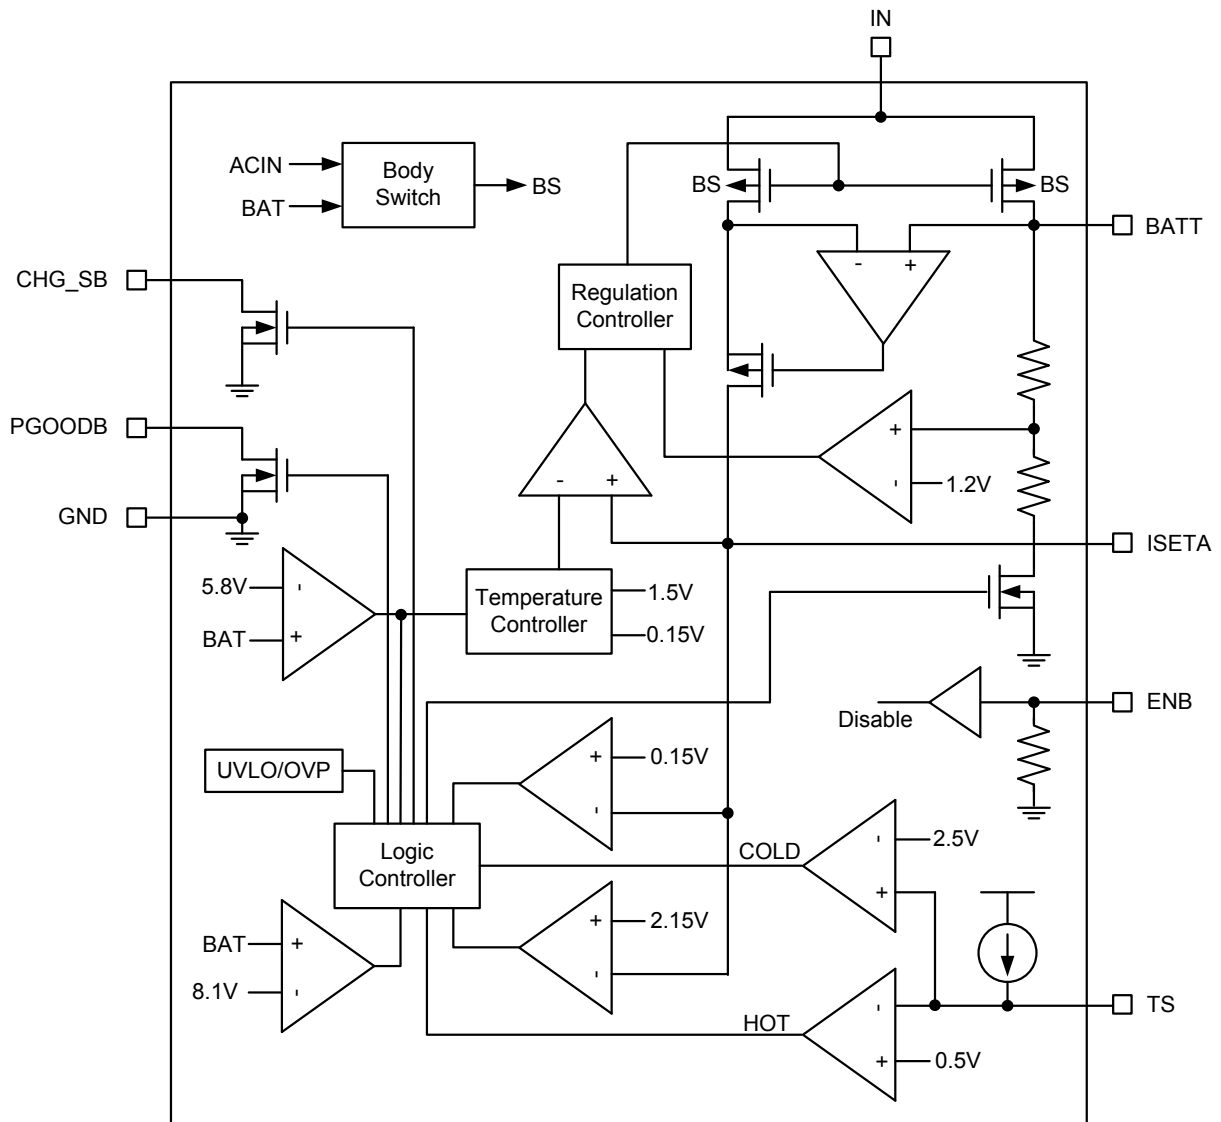 IN
ACIN
BAT
Body
Switch
BS
BS
BS
BATT
CHG_SB
Regulation
Controller
-
+
PGOODB
+
-
1.2V
-
+
GND
ISETA
5.8V
-
BAT
+
Temperature
Controller
1.5V
0.15V
Disable
ENB
UVLO/OVP
+
0.15V
-
Logic
Controller
COLD
-
2.5V
+
+
2.15V
-
BAT
+
8.1V
-
HOT
-
TS
+
0.5V